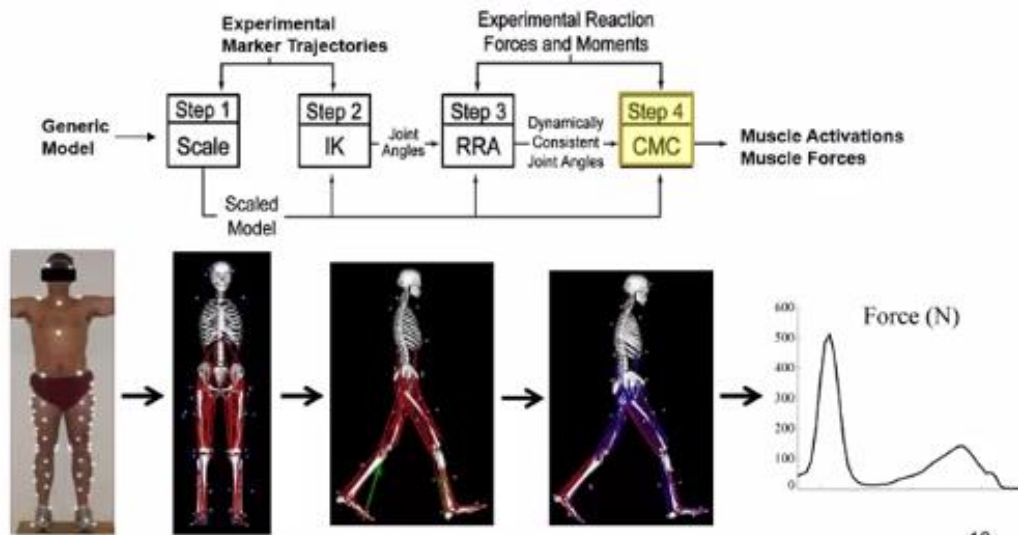 Experimental
Marker Trajectories
Experimental Reaction
Forces and Moments
Generic
Model
Step 1
Scale
Step 2
IK
Joint
Angles
Step 3
RRA
Dynamically
Consistent
Joint Angles
Step 4
CMC
Muscle Activations
Muscle Forces
Scaled
Model
Force (N)
600
500
400
300
200
100
0